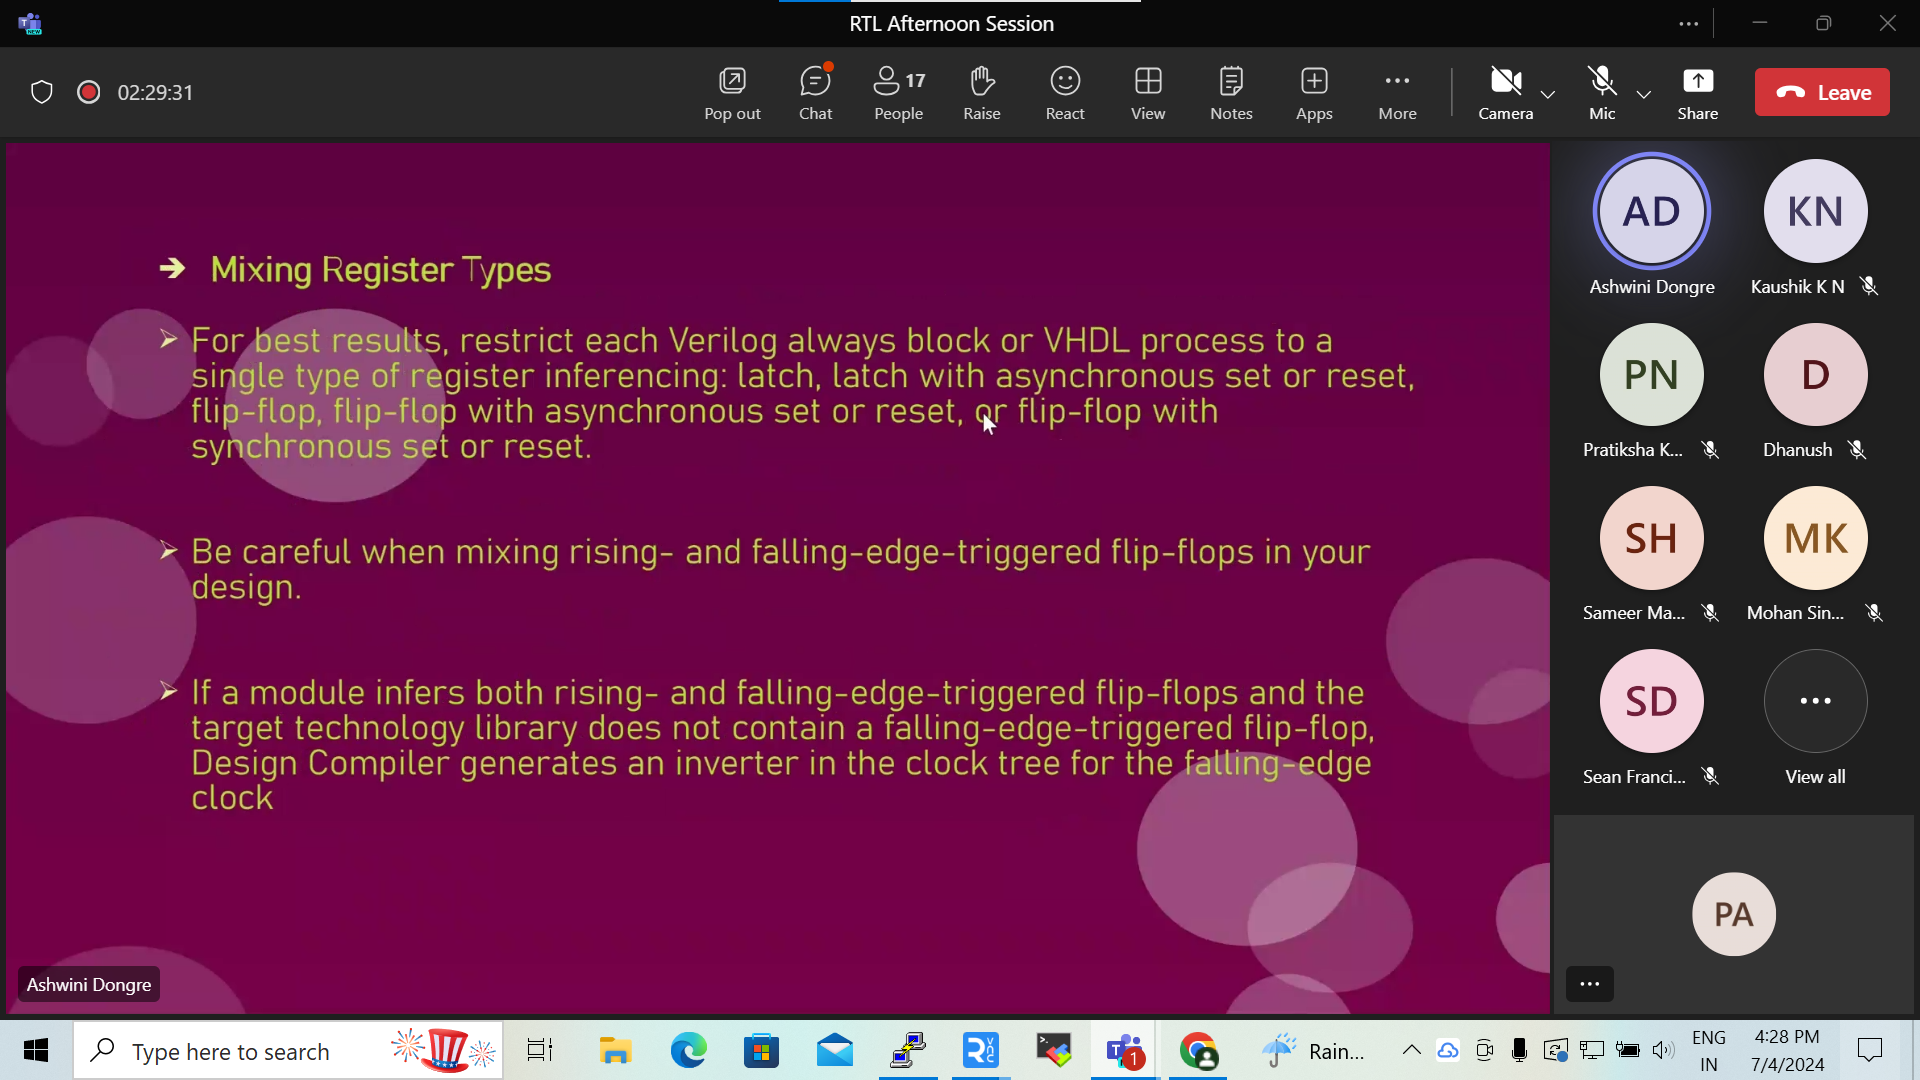 RTL Afternoon Session
02:29:31
Pop out
Chat
17
People
Raise
React
View
Notes
Apps
More
Camera
Mic
Share
Leave
➔ Mixing Register Types
➢ For best results, restrict each Verilog always block or VHDL process to a
single type of register inferencing: latch, latch with asynchronous set or reset,
flip-flop, flip-flop with asynchronous set or reset, or flip-flop with
synchronous set or reset.
➢ Be careful when mixing rising- and falling-edge-triggered flip-flops in your
design.
➢ If a module infers both rising- and falling-edge-triggered flip-flops and the
target technology library does not contain a falling-edge-triggered flip-flop,
Design Compiler generates an inverter in the clock tree for the falling-edge
clock
Ashwini Dongre
AD
KN
Ashwini Dongre
Kaushik K N
PN
D
Pratiksha K...
Dhanush
SH
MK
Sameer Ma...
Mohan Sin...
SD
...
Sean Franci...
View all
PA
...
Type here to search
1
Rain...
ENG
IN
4:28 PM
7/4/2024